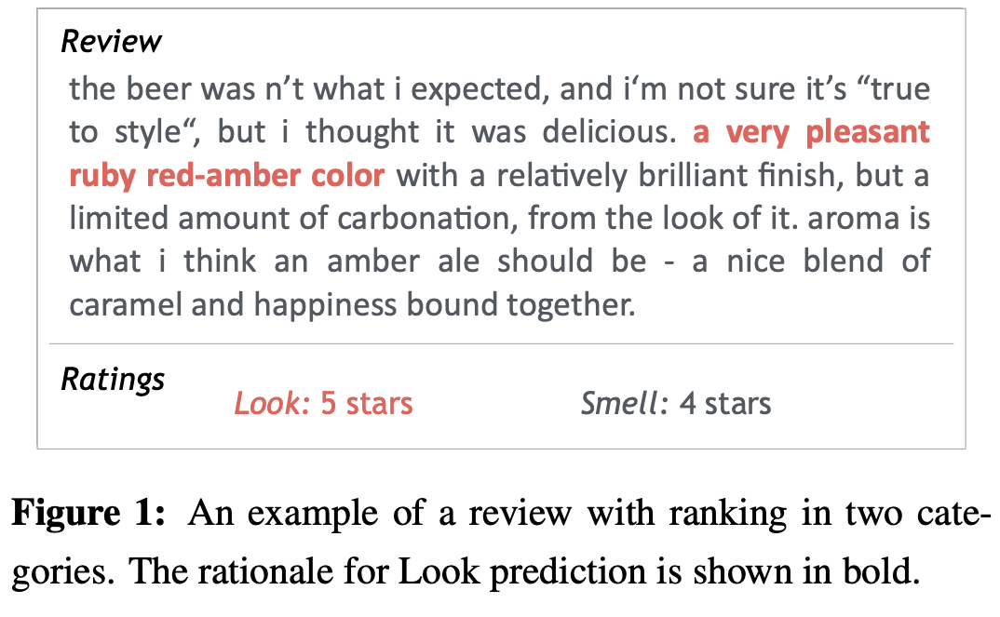 Review
the beer was n’t what i expected, and i‘m not sure it’s “true
to style“, but i thought it was delicious. a very pleasant
ruby red-amber color with a relatively brilliant finish, but a
limited amount of carbonation, from the look of it. aroma is
what i think an amber ale should be - a nice blend of
caramel and happiness bound together.
Ratings
Look: 5 stars Smell: 4 stars
Figure 1: An example of a review with ranking in two cate-
gories. The rationale for Look prediction is shown in bold.